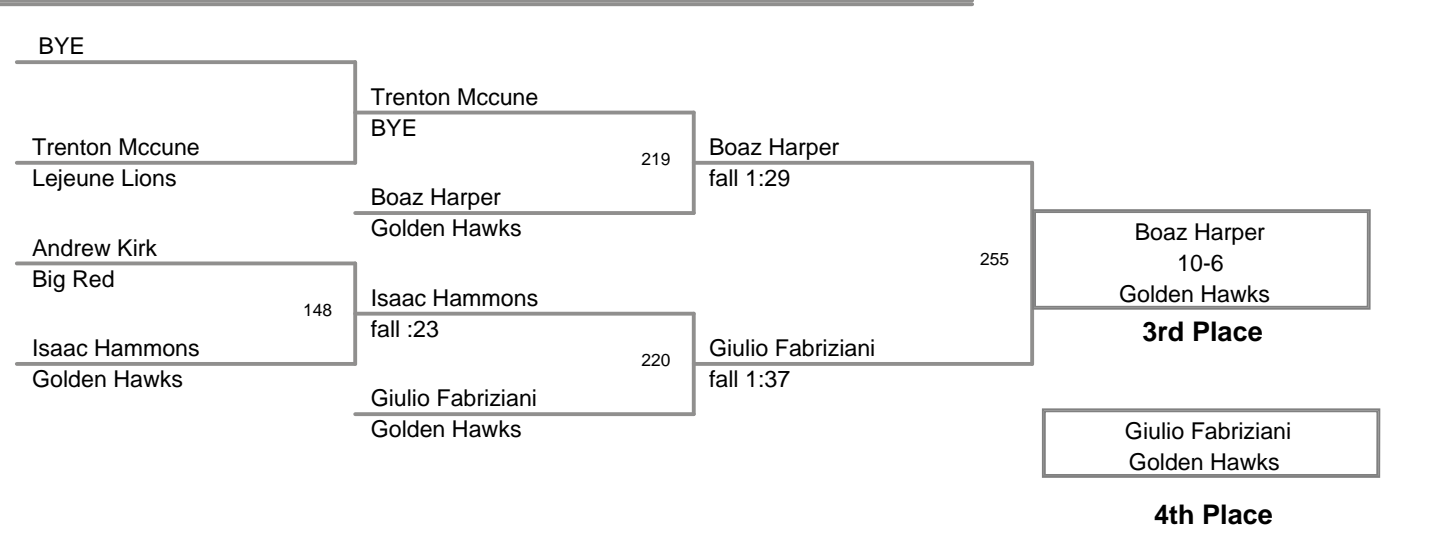 BYE
Trenton Mccune
BYE
Trenton Mccune
Lejeune Lions
219
Boaz Harper
fall 1:29
Boaz Harper
Golden Hawks
Andrew Kirk
Big Red
148
Isaac Hammons
fall :23
Isaac Hammons
Golden Hawks
220
Giulio Fabriziani
fall 1:37
Giulio Fabriziani
Golden Hawks
255
Boaz Harper
10-6
Golden Hawks
3rd Place
Giulio Fabriziani
Golden Hawks
4th Place